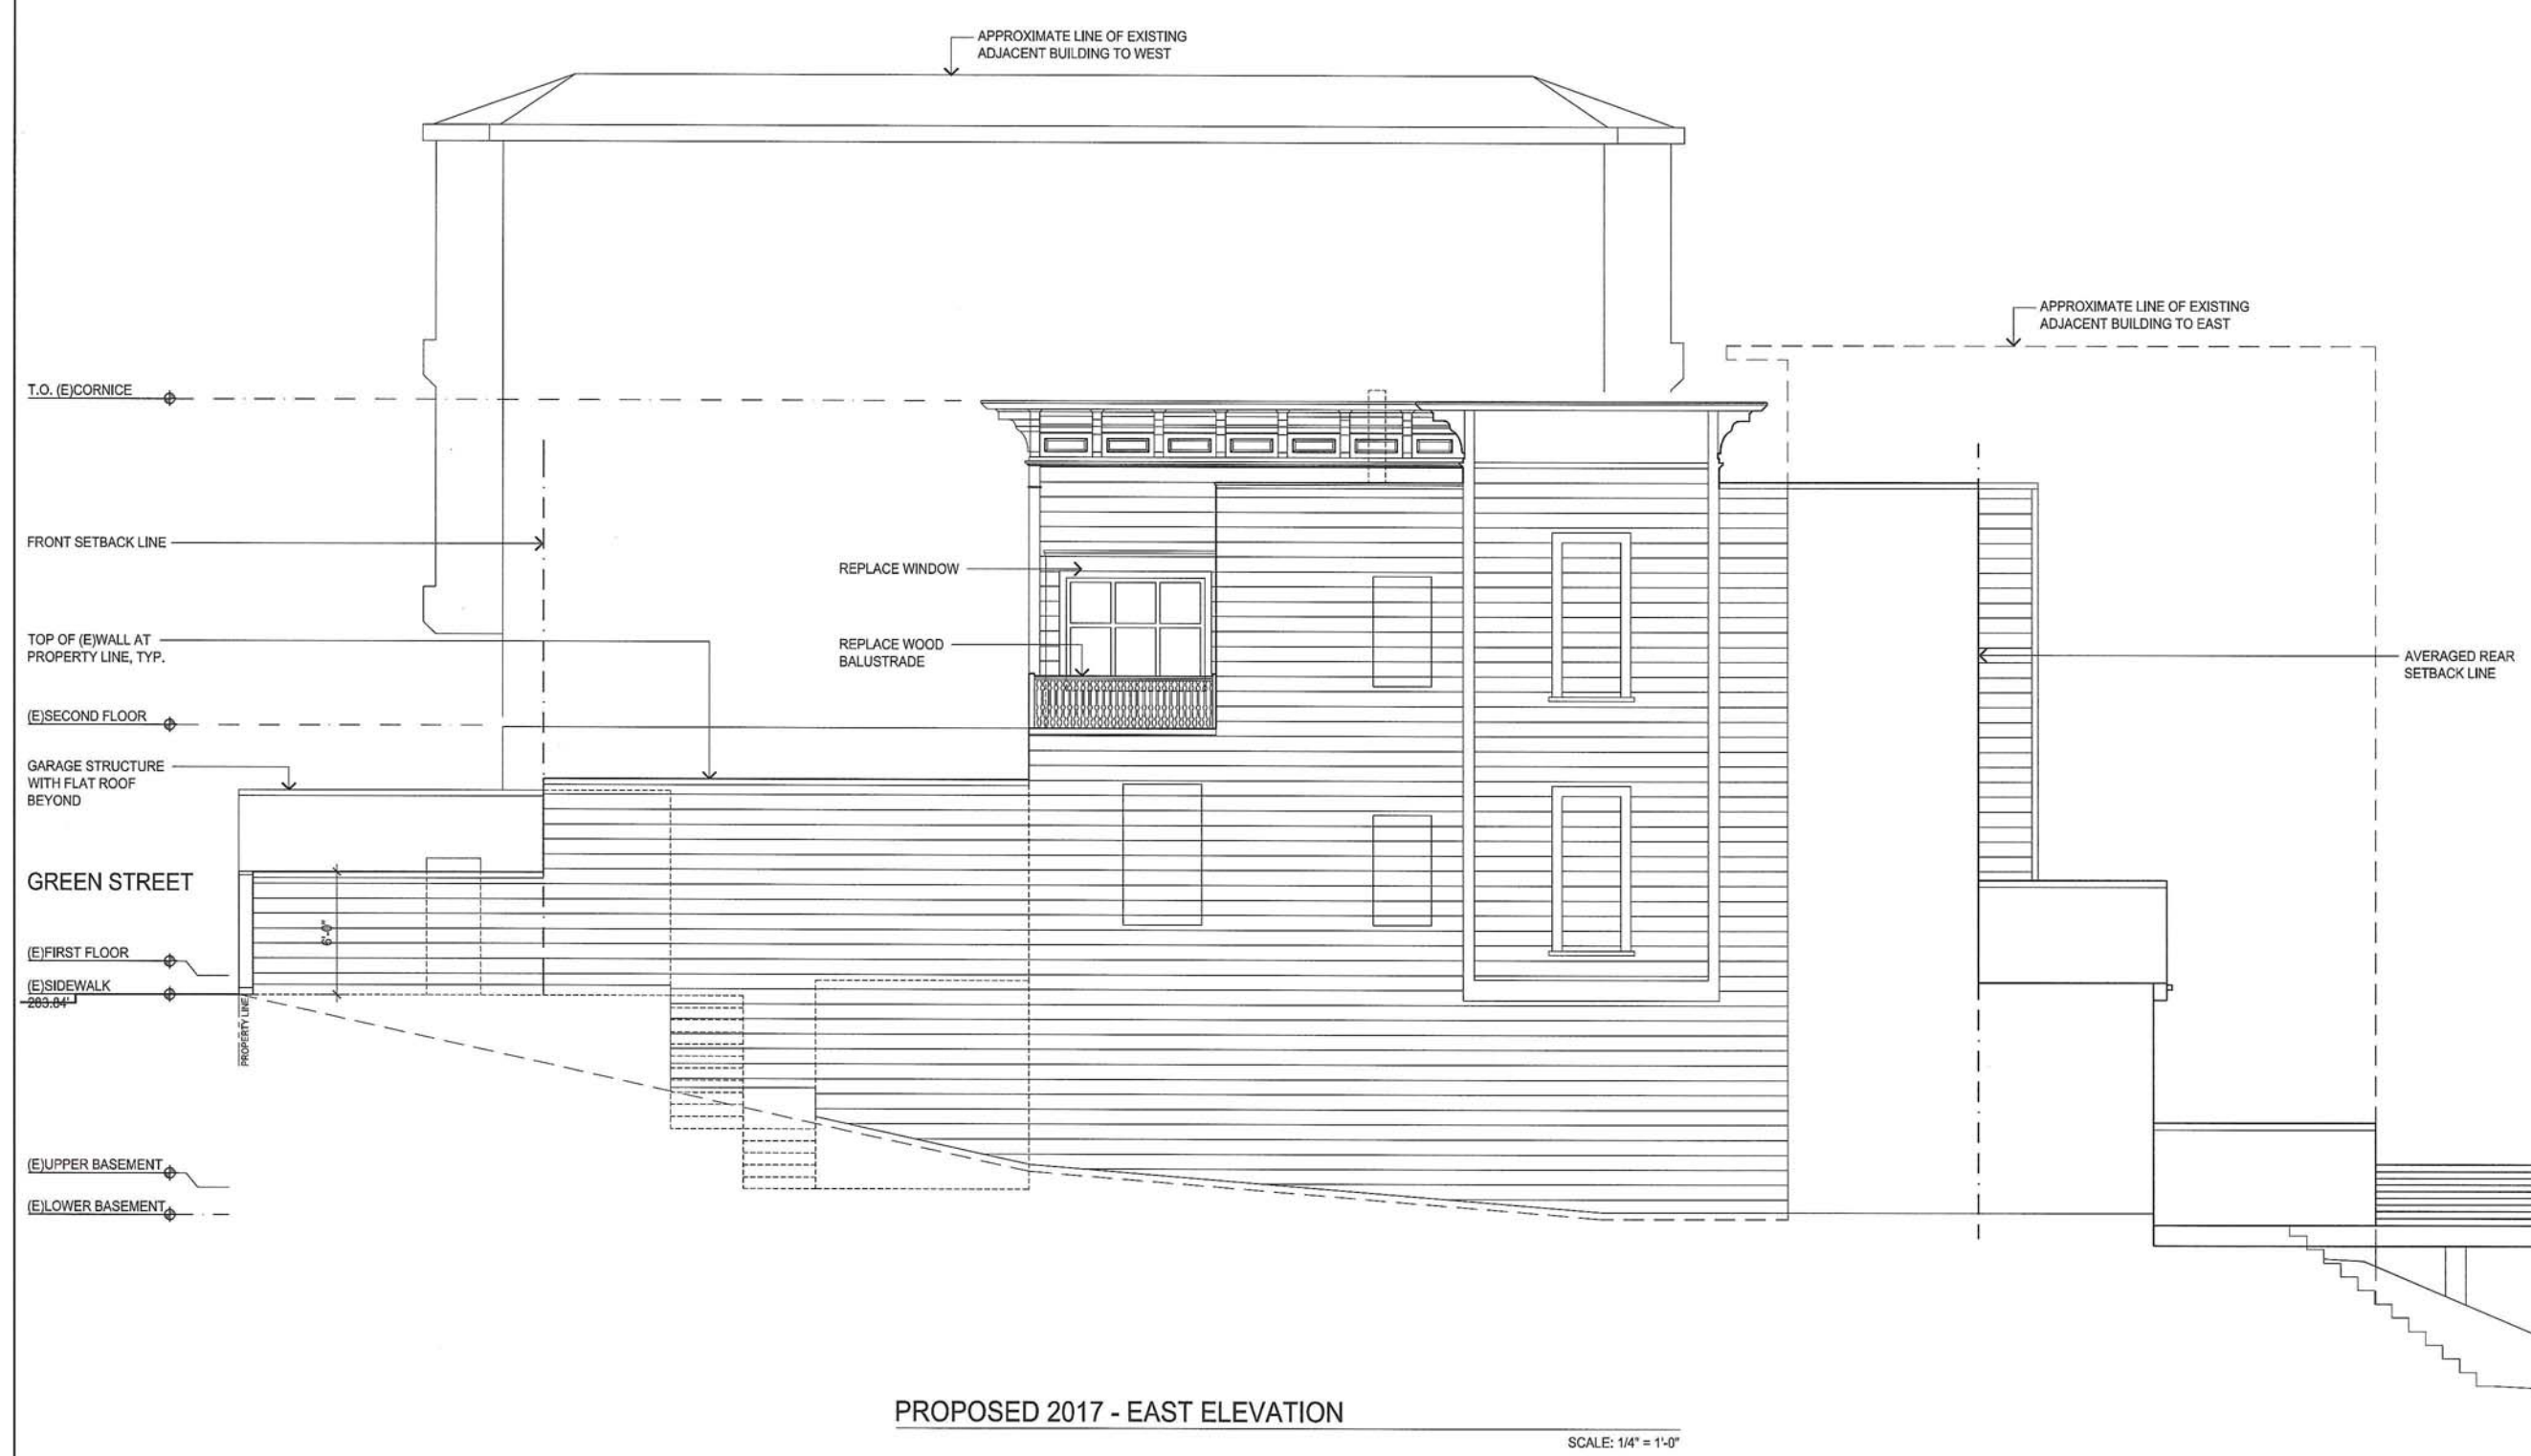 APPROXIMATE LINE OF EXISTING
ADJACENT BUILDING TO WEST
APPROXIMATE LINE OF EXISTING
ADJACENT BUILDING TO EAST
T.O. (E)CORNICE
FRONT SETBACK LINE
REPLACE WINDOW
TOP OF (E)WALL AT
PROPERTY LINE, TYP.
REPLACE WOOD
BALUSTRADE
AVERAGED REAR
SETBACK LINE
(E)SECOND FLOOR
GARAGE STRUCTURE
WITH FLAT ROOF
BEYOND
GREEN STREET
6'-0"
(E)FIRST FLOOR
(E)SIDEWALK
283.84'
PROPERTY LINE
(E)UPPER BASEMENT
(E)LOWER BASEMENT
PROPOSED 2017 - EAST ELEVATION
SCALE: 1/4" = 1'-0"